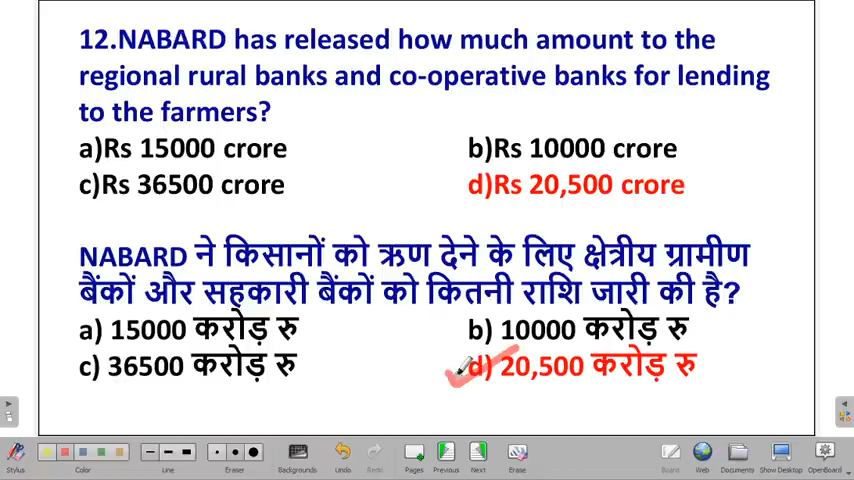 12.NABARD has released how much amount to the
regional rural banks and co-operative banks for lending
to the farmers?
a)Rs 15000 crore b)Rs 10000 crore
c)Rs 36500 crore d)Rs 20,500 crore
NABARD ने किसानों को ऋण देने के लिए क्षेत्रीय ग्रामीण
बैंकों और सहकारी बैंकों को कितनी राशि जारी की है?
a) 15000 करोड़ रु b) 10000 करोड़ रु
c) 36500 करोड़ रु d) 20,500 करोड़ रु
Stylus Color Line Eraser Backgrounds Undo Redo Pages Previous Next Erase Board Web Documents Show Desktop OpenBoard